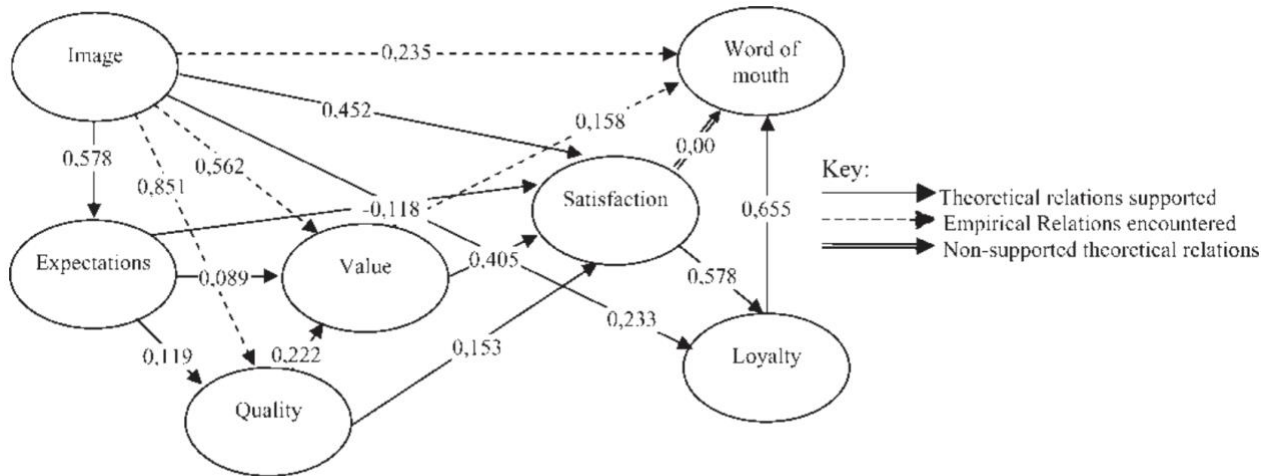 Image
0,235
Word of
mouth
0,452
0,158
0,00
0,578
0,562
0,851
Key:
Theoretical relations supported
Satisfaction
0,655
-0,118
Empirical Relations encountered
Expectations
Value
0,405
Non-supported theoretical relations
0,089
0,578
0,233
0,119
0,222
0,153
Loyalty
Quality